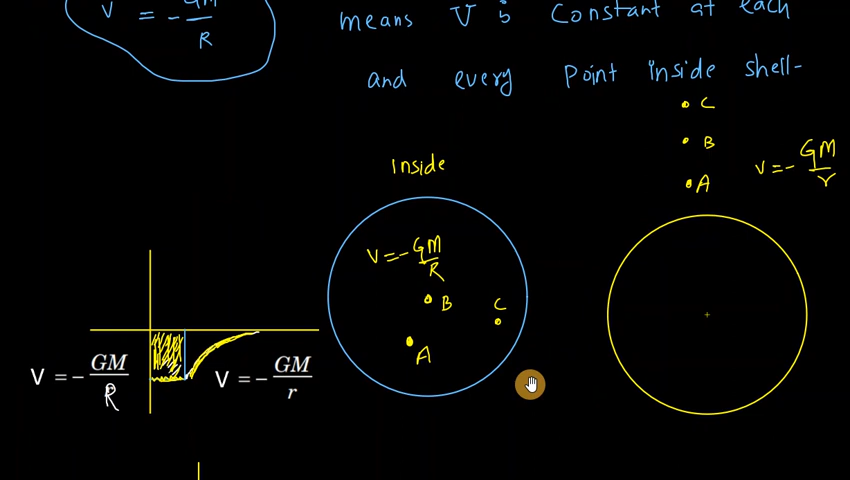 V = - GM/R
means V is Constant at each
and every point inside shell-
C
B
A
V = - GM/r
Inside
V = - GM/R
B
C
A
V = - GM/R
V = - GM/r